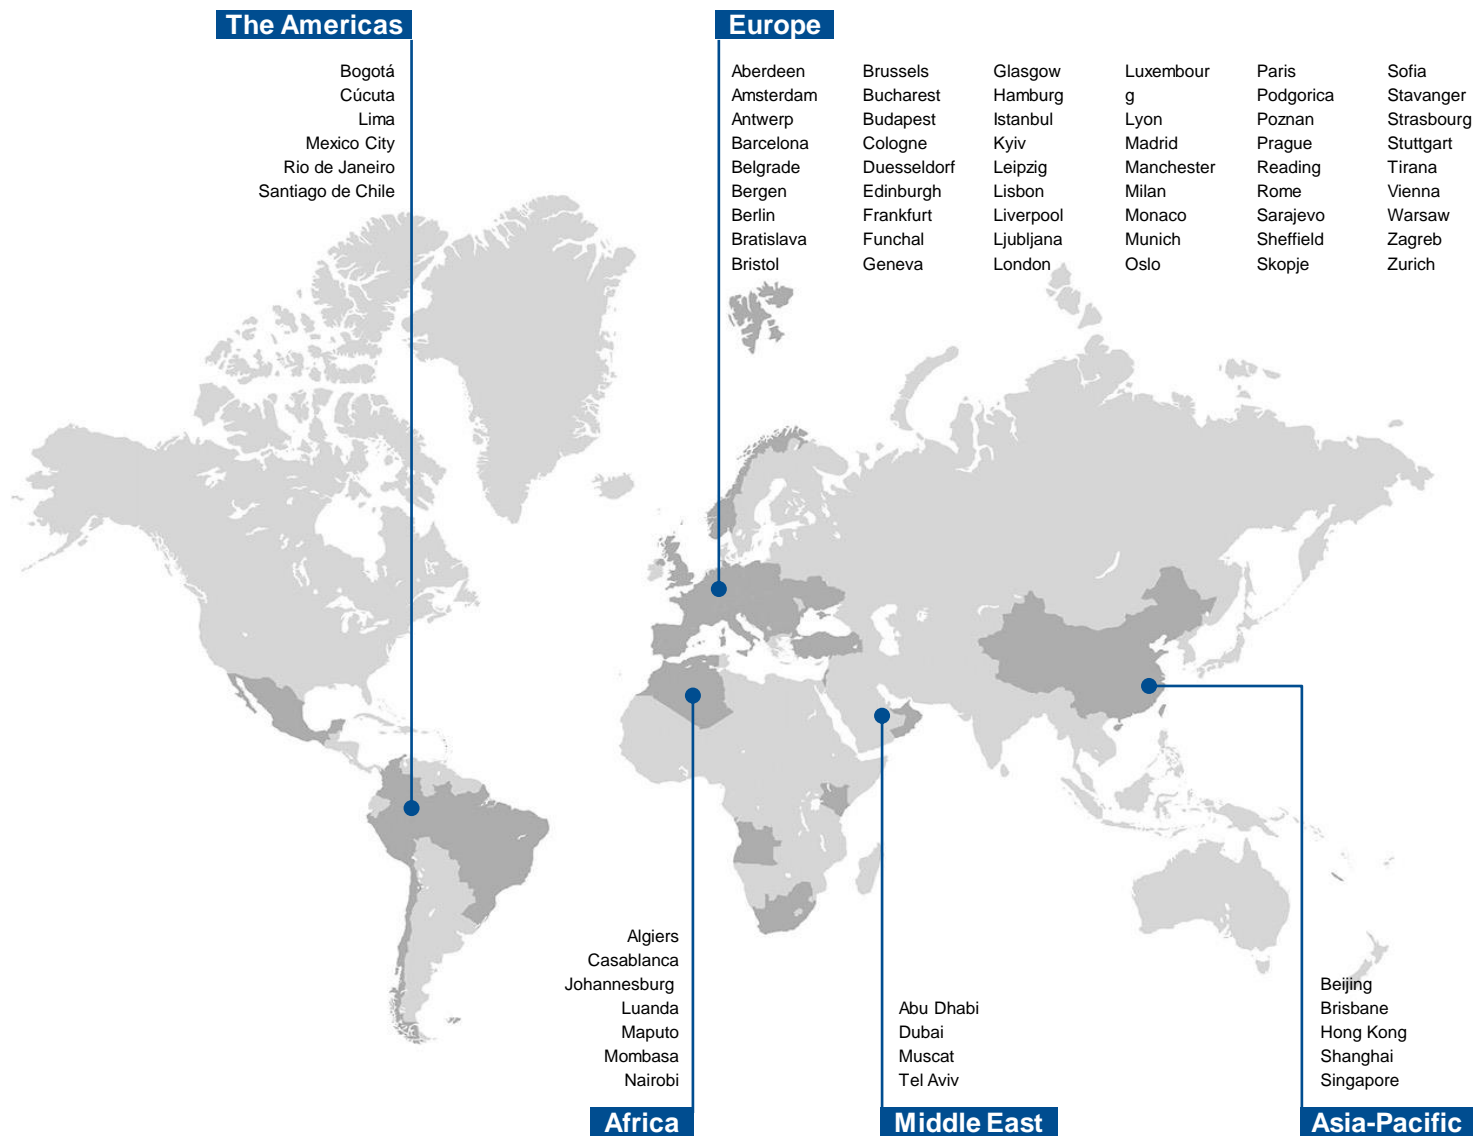 The Americas
Bogotá
Cúcuta
Lima
Mexico City
Rio de Janeiro
Santiago de Chile
Europe
Aberdeen
Amsterdam
Antwerp
Barcelona
Belgrade
Bergen
Berlin
Bratislava
Bristol
Brussels
Bucharest
Budapest
Cologne
Duesseldorf
Edinburgh
Frankfurt
Funchal
Geneva
Glasgow
Hamburg
Istanbul
Kyiv
Leipzig
Lisbon
Liverpool
Ljubljana
London
Luxembour
g
Lyon
Madrid
Manchester
Milan
Monaco
Munich
Oslo
Paris
Podgorica
Poznan
Prague
Reading
Rome
Sarajevo
Sheffield
Skopje
Sofia
Stavanger
Strasbourg
Stuttgart
Tirana
Vienna
Warsaw
Zagreb
Zurich
Algiers
Casablanca
Johannesburg
Luanda
Maputo
Mombasa
Nairobi
Africa
Abu Dhabi
Dubai
Muscat
Tel Aviv
Middle East
Beijing
Brisbane
Hong Kong
Shanghai
Singapore
Asia-Pacific